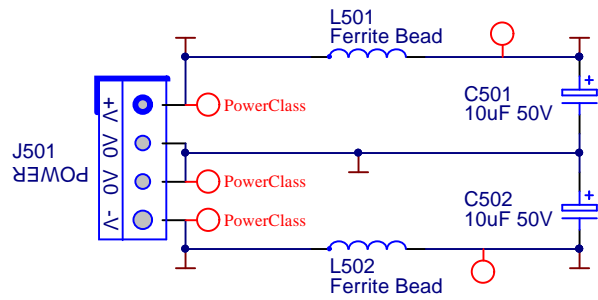 L501
Ferrite Bead
+V
PowerClass
C501
10uF 50V
J501
POWER
0V
0V
PowerClass
-V
PowerClass
C502
10uF 50V
L502
Ferrite Bead
+
+